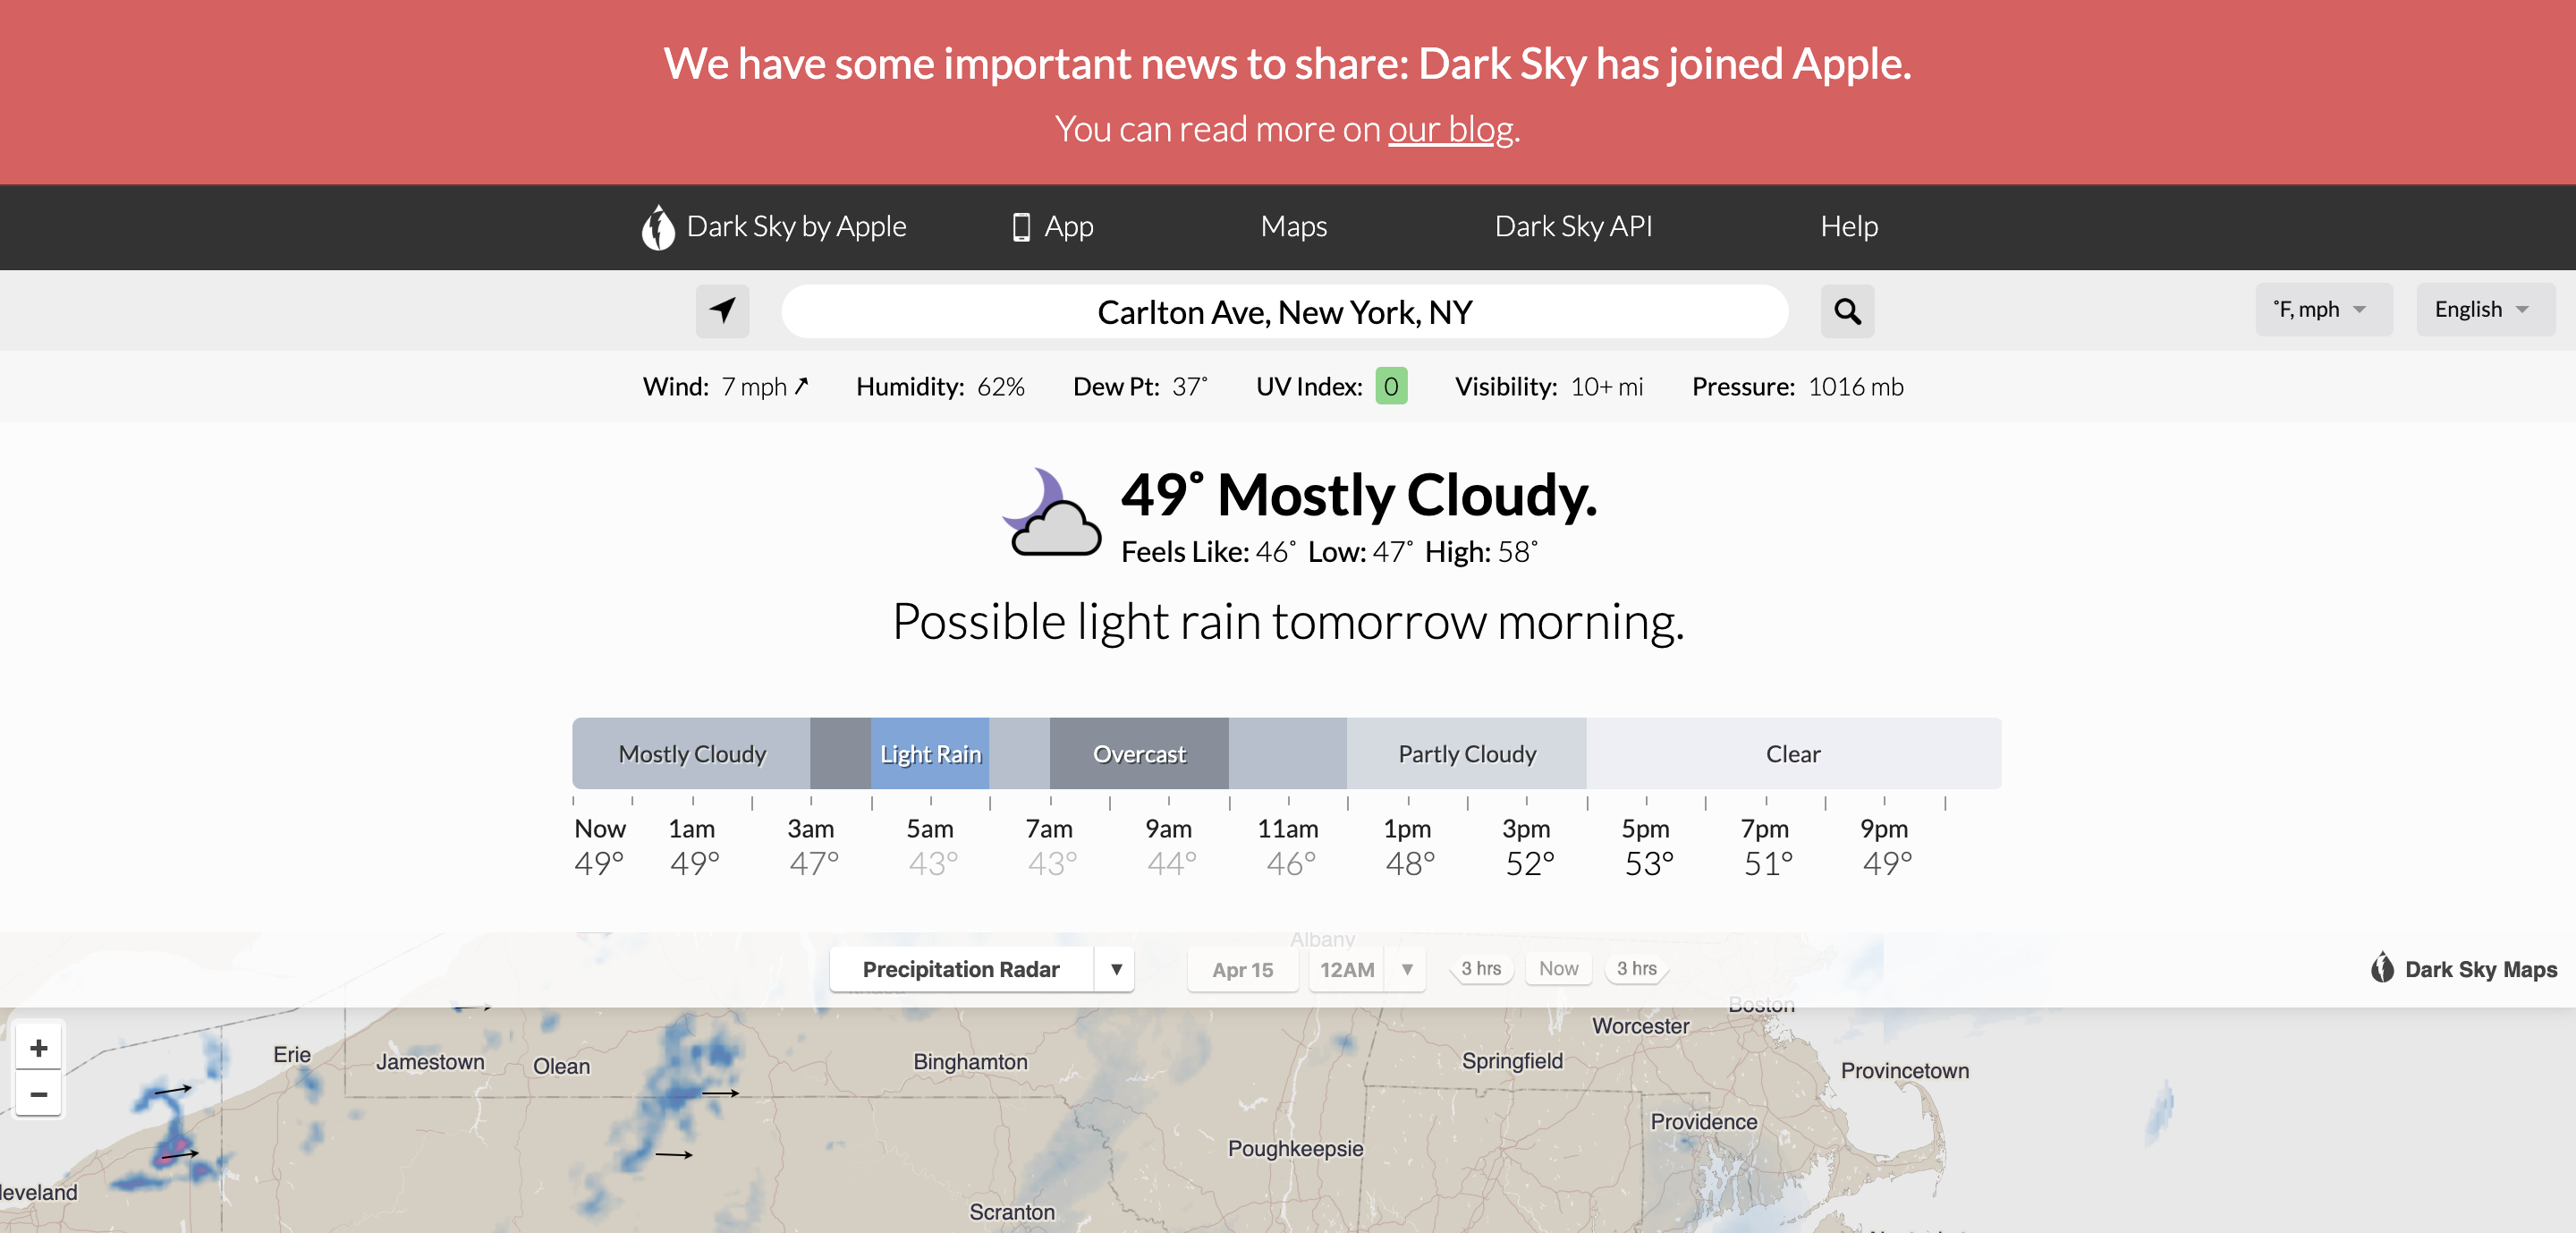 We have some important news to share: Dark Sky has joined Apple.
You can read more on our blog.
Dark Sky by Apple App Maps Dark Sky API Help
Carlton Ave, New York, NY
˚F, mph English
Wind: 7 mph Humidity: 62% Dew Pt: 37˚ UV Index: 0 Visibility: 10+ mi Pressure: 1016 mb
49˚ Mostly Cloudy.
Feels Like: 46˚ Low: 47˚ High: 58˚
Possible light rain tomorrow morning.
Mostly Cloudy Light Rain Overcast Partly Cloudy Clear
Now 1am 3am 5am 7am 9am 11am 1pm 3pm 5pm 7pm 9pm
49° 49° 47° 43° 43° 44° 46° 48° 52° 53° 51° 49°
Albany
Precipitation Radar Apr 15 12AM 3 hrs Now 3 hrs Dark Sky Maps
Boston
Worcester
+ Erie Jamestown Olean Binghamton Springfield Provincetown
−
Providence
Poughkeepsie
leveland
Scranton